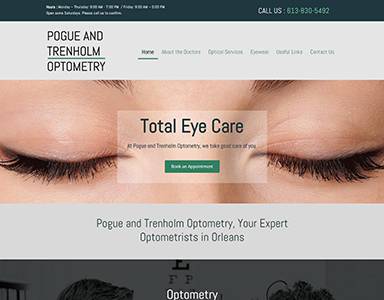 Hours : Monday – Thursday 9:00 AM - 7:00 PM / Friday 9:00 AM - 5:00 PM
Open some Saturdays. Please call us to confirm.
CALL US : 613-830-5492
POGUE AND
TRENHOLM
OPTOMETRY
Home About the Doctors Optical Services Eyewear Useful Links Contact Us
Total Eye Care
At Pogue and Trenholm Optometry, we take good care of you.
Book an Appointment
Pogue and Trenholm Optometry, Your Expert
Optometrists in Orleans
E
F P
Optometry